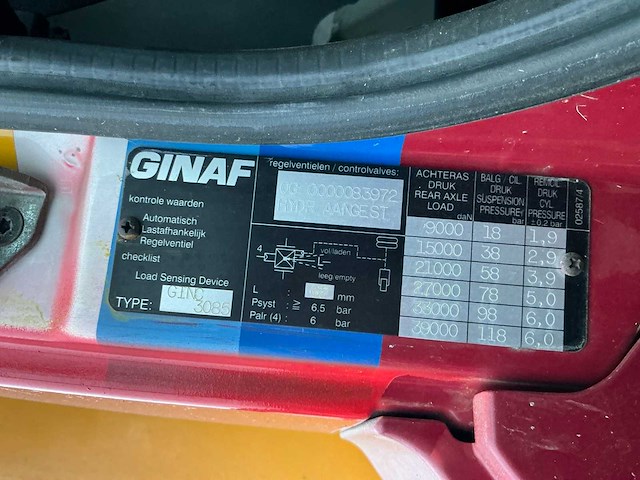 GINAF
kontrole waarden
Automatisch
Lastafhankelijk
Regelventiel
checklist
Load Sensing Device
TYPE: GINC
3085
regelventielen / controlvalves:
0000083972
4
vol/laden
leeg/empty
L : mm
Psyst : ≧ 6.5 bar
Palr (4) : 6 bar
ACHTERAS DRUK REAR AXLE LOAD daN
BALG / CIL DRUK SUSPENSION PRESSURE/ bar
REMCIL DRUK CYL PRESSURE ±0.2 bar
9000 18 1,9
15000 38 2,9
21000 58 3,9
27000 78 5,0
33000 98 6,0
39000 118 6,0
02587/4